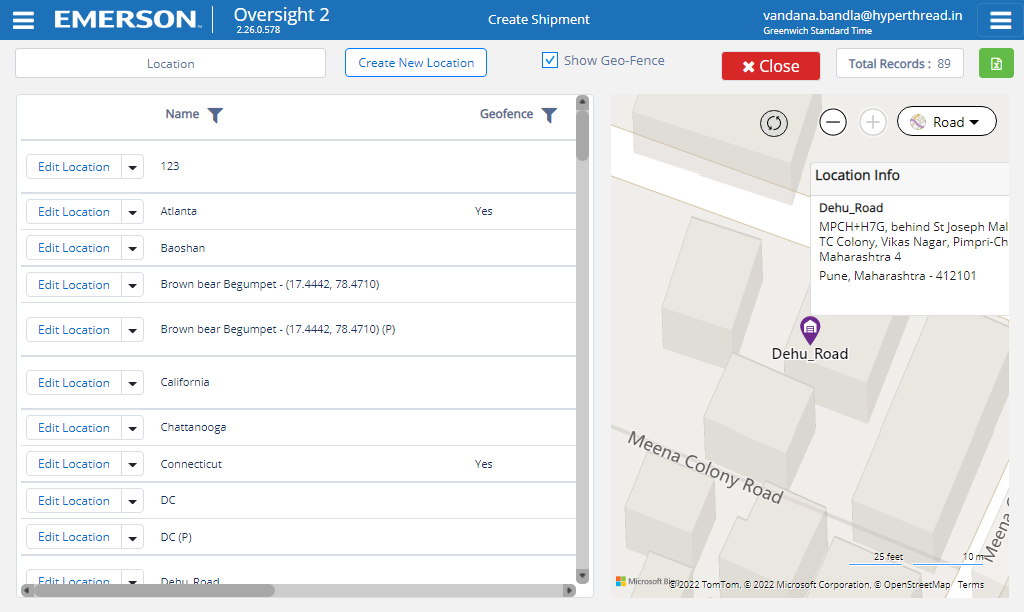 EMERSON
Oversight 2
2.26.0.578
Create Shipment
vandana.bandla@hyperthread.in
Greenwich Standard Time
Location
Create New Location
Show Geo-Fence
Close
Total Records : 89
Name
Geofence
Edit Location
123
Edit Location
Atlanta
Yes
Edit Location
Baoshan
Edit Location
Brown bear Begumpet - (17.4442, 78.4710)
Edit Location
Brown bear Begumpet - (17.4442, 78.4710) (P)
Edit Location
California
Edit Location
Chattanooga
Edit Location
Connecticut
Yes
Edit Location
DC
Edit Location
DC (P)
Edit Location
Dehu_Road
Road
Location Info
Dehu_Road
MPCH+H7G, behind St Joseph Mal
TC Colony, Vikas Nagar, Pimpri-Ch
Maharashtra 4
Pune, Maharashtra - 412101
Dehu_Road
Meena Colony Road
Meena
25 feet
10 m
Microsoft Bi
© 2022 TomTom, © 2022 Microsoft Corporation, © OpenStreetMap Terms